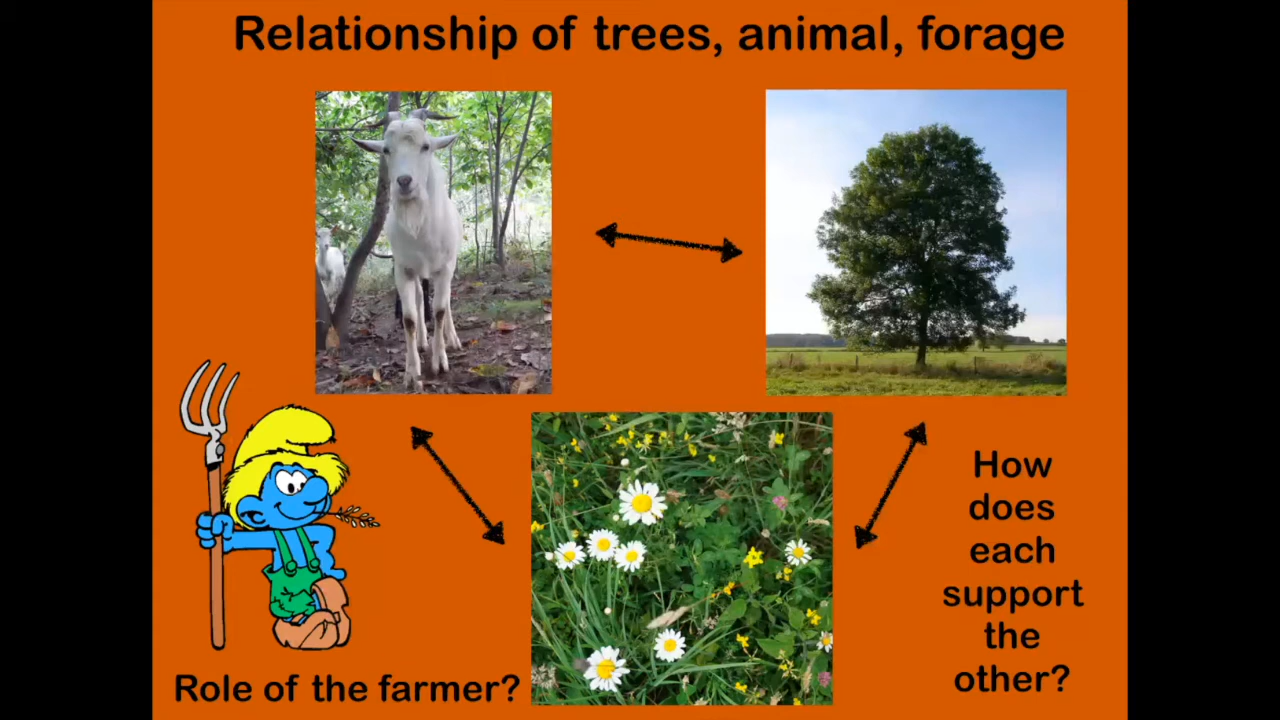 Relationship of trees, animal, forage
How
does
each
support
the
other?
Role of the farmer?